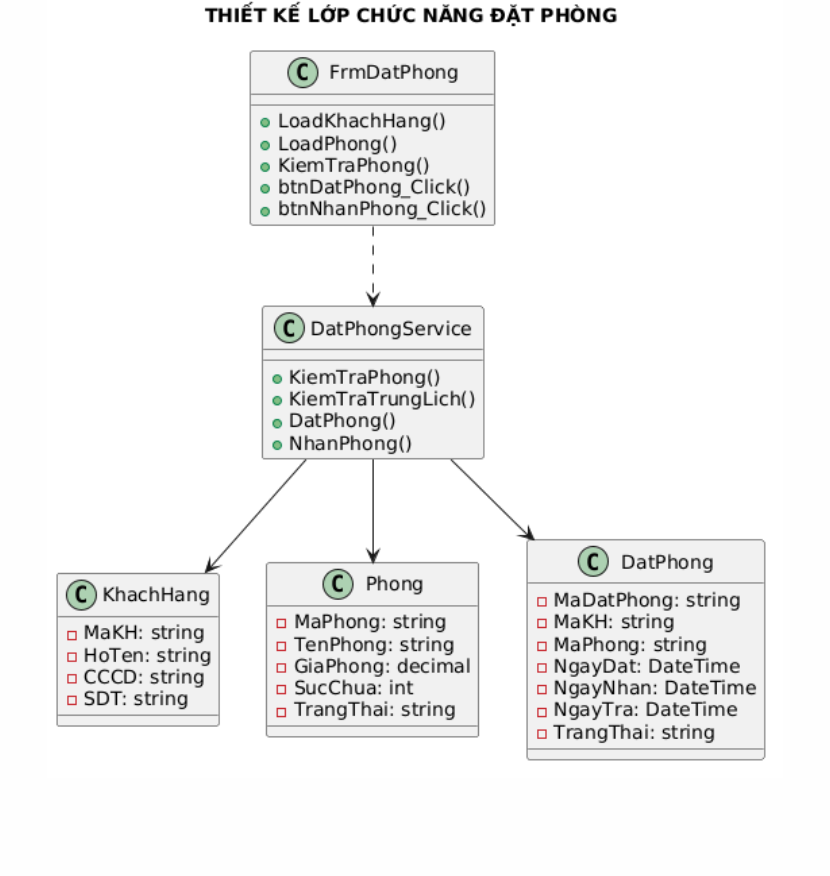 THIẾT KẾ LỚP CHỨC NĂNG ĐẶT PHÒNG
C FrmDatPhong
LoadKhachHang()
LoadPhong()
KiemTraPhong()
btnDatPhong_Click()
btnNhanPhong_Click()
C DatPhongService
KiemTraPhong()
KiemTraTrungLich()
DatPhong()
NhanPhong()
C KhachHang
MaKH: string
HoTen: string
CCCD: string
SDT: string
C Phong
MaPhong: string
TenPhong: string
GiaPhong: decimal
SucChua: int
TrangThai: string
C DatPhong
MaDatPhong: string
MaKH: string
MaPhong: string
NgayDat: DateTime
NgayNhan: DateTime
NgayTra: DateTime
TrangThai: string